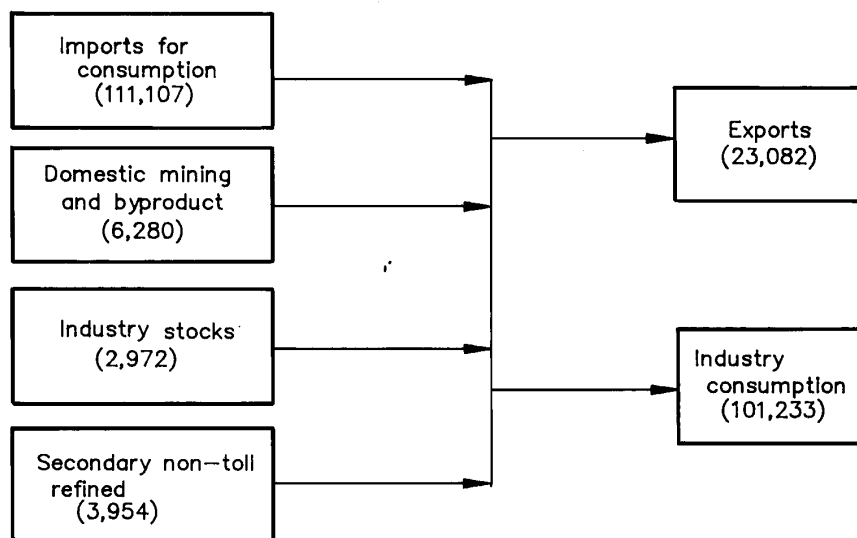 Imports for
consumption
(111,107)
Domestic mining
and byproduct
(6,280)
Industry stocks
(2,972)
Secondary non-toll
refined
(3,954)
Exports
(23,082)
Industry
consumption
(101,233)